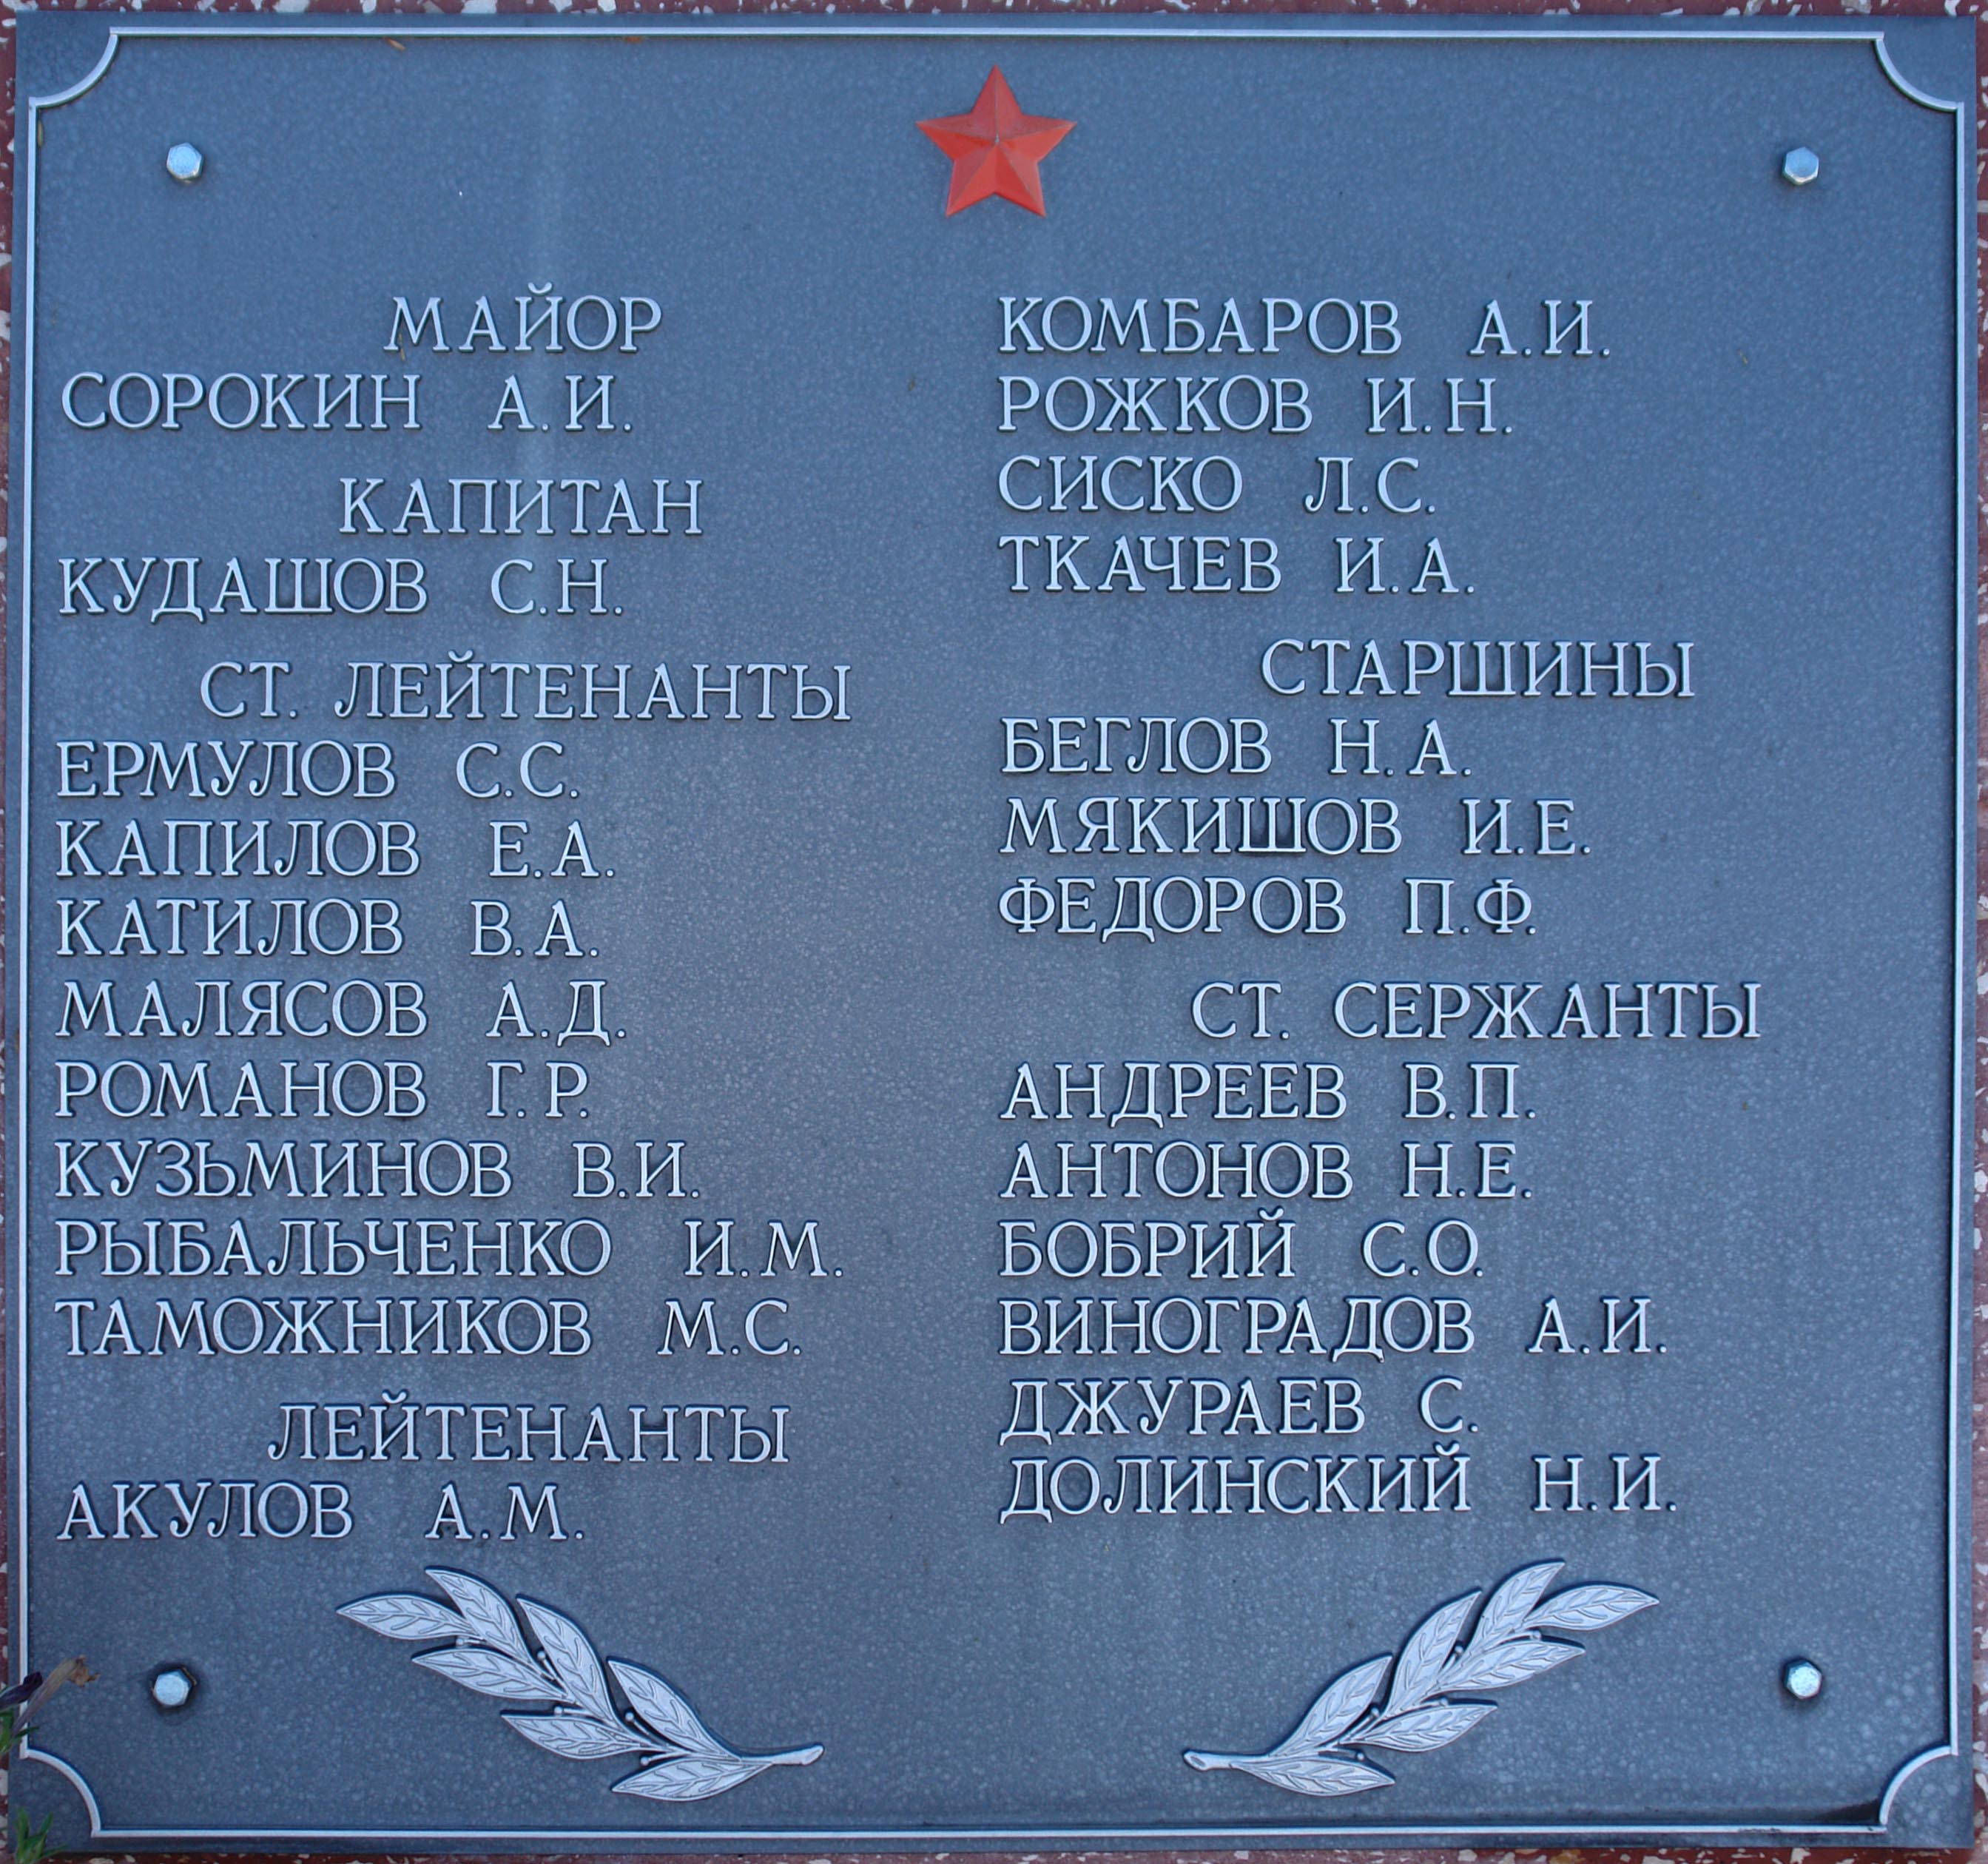 МАЙОР
СОРОКИН А.И.
КАПИТАН
КУДАШОВ С.Н.
СТ. ЛЕЙТЕНАНТЫ
ЕРМУЛОВ С.С.
КАПИЛОВ Е.А.
КАТИЛОВ В.А.
МАЛЯСОВ А.Д.
РОМАНОВ Г.Р.
КУЗЬМИНОВ В.И.
РЫБАЛЬЧЕНКО И.М.
ТАМОЖНИКОВ М.С.
ЛЕЙТЕНАНТЫ
АКУЛОВ А.М.
КОМБАРОВ А.И.
РОЖКОВ И.Н.
СИСКО Л.С.
ТКАЧЕВ И.А.
СТАРШИНЫ
БЕГЛОВ Н.А.
МЯКИШОВ И.Е.
ФЕДОРОВ П.Ф.
СТ. СЕРЖАНТЫ
АНДРЕЕВ В.П.
АНТОНОВ Н.Е.
БОБРИЙ С.О.
ВИНОГРАДОВ А.И.
ДЖУРАЕВ С.
ДОЛИНСКИЙ Н.И.